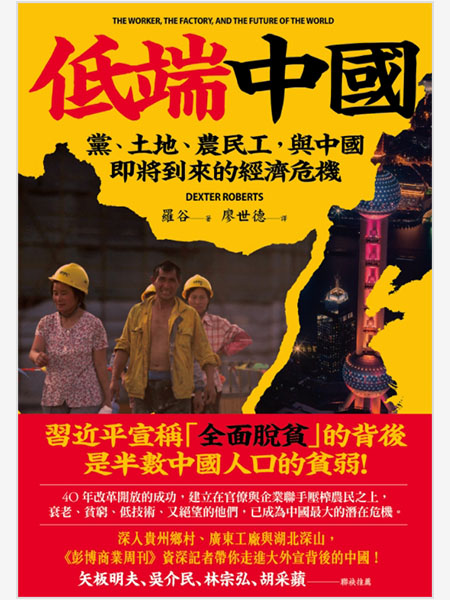 THE WORKER, THE FACTORY, AND THE FUTURE OF THE WORLD
低端中國
黨、土地、農民工，與中國
即將到來的經濟危機
DEXTER ROBERTS
羅谷——著 廖世德——譯
習近平宣稱「全面脫貧」的背後
是半數中國人口的貧弱！
40年改革開放的成功，建立在官僚與企業聯手壓榨農民之上，
衰老、貧窮、低技術、又絕望的他們，已成為中國最大的潛在危機。
深入貴州鄉村、廣東工廠與湖北深山，
《彭博商業周刊》資深記者帶你走進大外宣背後的中國！
矢板明夫、吳介民、林宗弘、胡采蘋——聯袂推薦